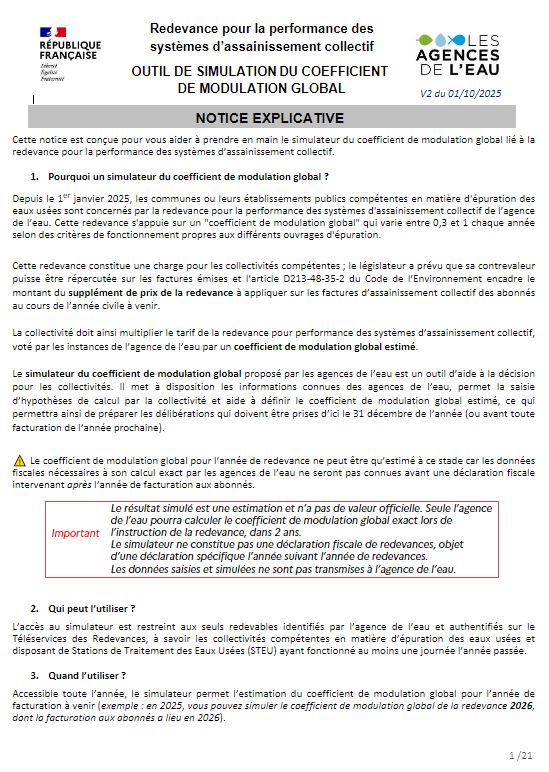 RÉPUBLIQUE
FRANÇAISE
Liberté
Égalité
Fraternité
Redevance pour la performance des
systèmes d’assainissement collectif
OUTIL DE SIMULATION DU COEFFICIENT
DE MODULATION GLOBAL
LES
AGENCES
DE L’EAU
V2 du 01/10/2025
NOTICE EXPLICATIVE
Cette notice est conçue pour vous aider à prendre en main le simulateur du coefficient de modulation global lié à la
redevance pour la performance des systèmes d’assainissement collectif.
1. Pourquoi un simulateur du coefficient de modulation global ?
Depuis le 1er janvier 2025, les communes ou leurs établissements publics compétentes en matière d'épuration des
eaux usées sont concernés par la redevance pour la performance des systèmes d'assainissement collectif de l’agence
de l’eau. Cette redevance s'appuie sur un "coefficient de modulation global" qui varie entre 0,3 et 1 chaque année
selon des critères de fonctionnement propres aux différents ouvrages d'épuration.
Cette redevance constitue une charge pour les collectivités compétentes ; le législateur a prévu que sa contrevaleur
puisse être répercutée sur les factures émises et l’article D213-48-35-2 du Code de l’Environnement encadre le
montant du supplément de prix de la redevance à appliquer sur les factures d’assainissement collectif des abonnés
au cours de l’année civile à venir.
La collectivité doit ainsi multiplier le tarif de la redevance pour performance des systèmes d’assainissement collectif,
voté par les instances de l’agence de l’eau par un coefficient de modulation global estimé.
Le simulateur du coefficient de modulation global proposé par les agences de l’eau est un outil d’aide à la décision
pour les collectivités. Il met à disposition les informations connues des agences de l’eau, permet la saisie
d’hypothèses de calcul par la collectivité et aide à définir le coefficient de modulation global estimé, ce qui
permettra ainsi de préparer les délibérations qui doivent être prises d’ici le 31 décembre de l’année (ou avant toute
facturation de l’année prochaine).
Le coefficient de modulation global pour l’année de redevance ne peut être qu’estimé à ce stade car les données
fiscales nécessaires à son calcul exact par les agences de l’eau ne seront pas connues avant une déclaration fiscale
intervenant après l’année de facturation aux abonnés.
Important
Le résultat simulé est une estimation et n’a pas de valeur officielle. Seule l’agence
de l’eau pourra calculer le coefficient de modulation global exact lors de
l’instruction de la redevance, dans 2 ans.
Le simulateur ne constitue pas une déclaration fiscale de redevances, objet
d’une déclaration spécifique l’année suivant l’année de redevances.
Les données saisies et simulées ne sont pas transmises à l’agence de l’eau.
2. Qui peut l’utiliser ?
L’accès au simulateur est restreint aux seuls redevables identifiés par l’agence de l’eau et authentifiés sur le
Téléservices des Redevances, à savoir les collectivités compétentes en matière d’épuration des eaux usées et
disposant de Stations de Traitement des Eaux Usées (STEU) ayant fonctionné au moins une journée l’année passée.
3. Quand l’utiliser ?
Accessible toute l’année, le simulateur permet l’estimation du coefficient de modulation global pour l’année de
facturation à venir (exemple : en 2025, vous pouvez simuler le coefficient de modulation global de la redevance 2026,
dont la facturation aux abonnés a lieu en 2026).
1 /21